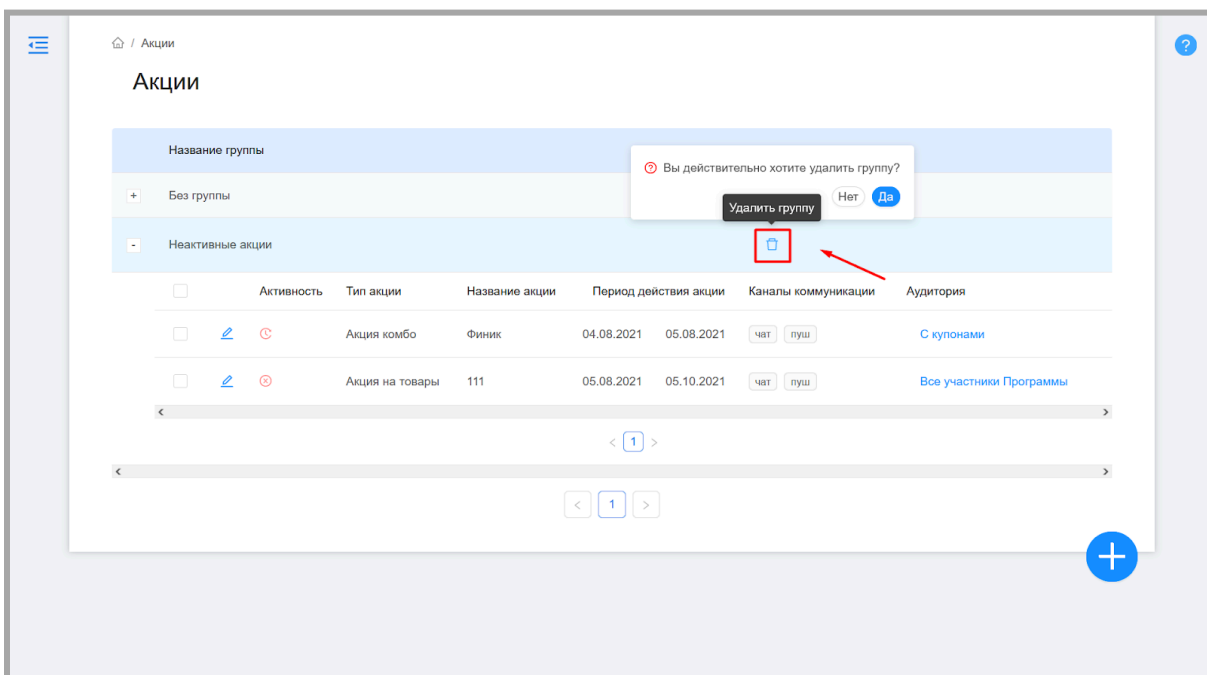 / Акции
?
Акции
Название группы
Вы действительно хотите удалить группу?
Нет Да
+ Без группы
Удалить группу
- Неактивные акции
Активность Тип акции Название акции Период действия акции Каналы коммуникации Аудитория
Акция комбо Финик 04.08.2021 05.08.2021 чат пуш С купонами
Акция на товары 111 05.08.2021 05.10.2021 чат пуш Все участники Программы
< 1 >
< 1 >
+